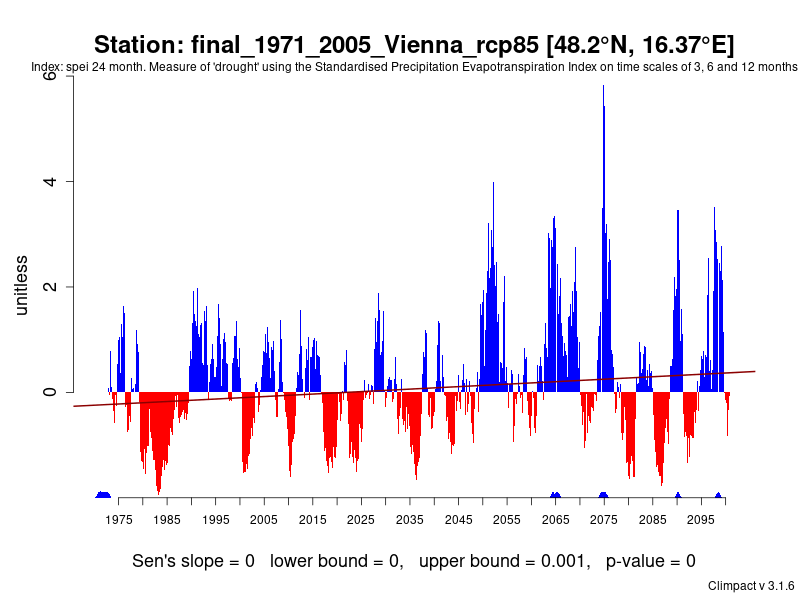 Station: final_1971_2005_Vienna_rcp85 [48.2°N, 16.37°E]
Index: spei 24 month. Measure of 'drought' using the Standardised Precipitation Evapotranspiration Index on time scales of 3, 6 and 12 months
6
4
2
0
unitless
1975 1985 1995 2005 2015 2025 2035 2045 2055 2065 2075 2085 2095
Sen's slope = 0 lower bound = 0, upper bound = 0.001, p-value = 0
Climpact v 3.1.6